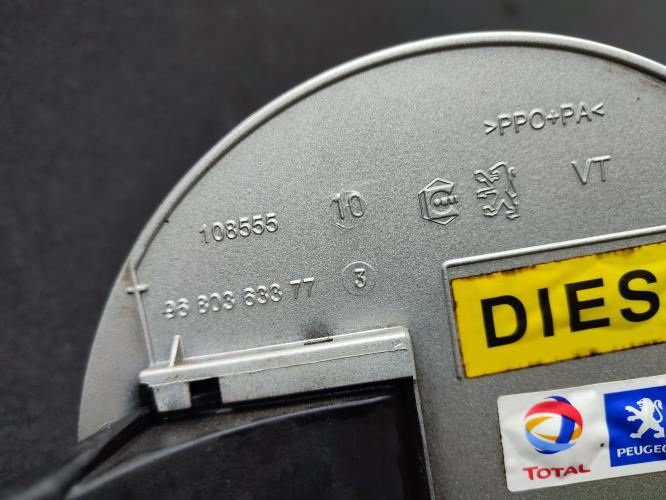 >PPO+PA<
VT
108555
10
96 803 633 77
3
DIES
TOTAL
PEUGEO